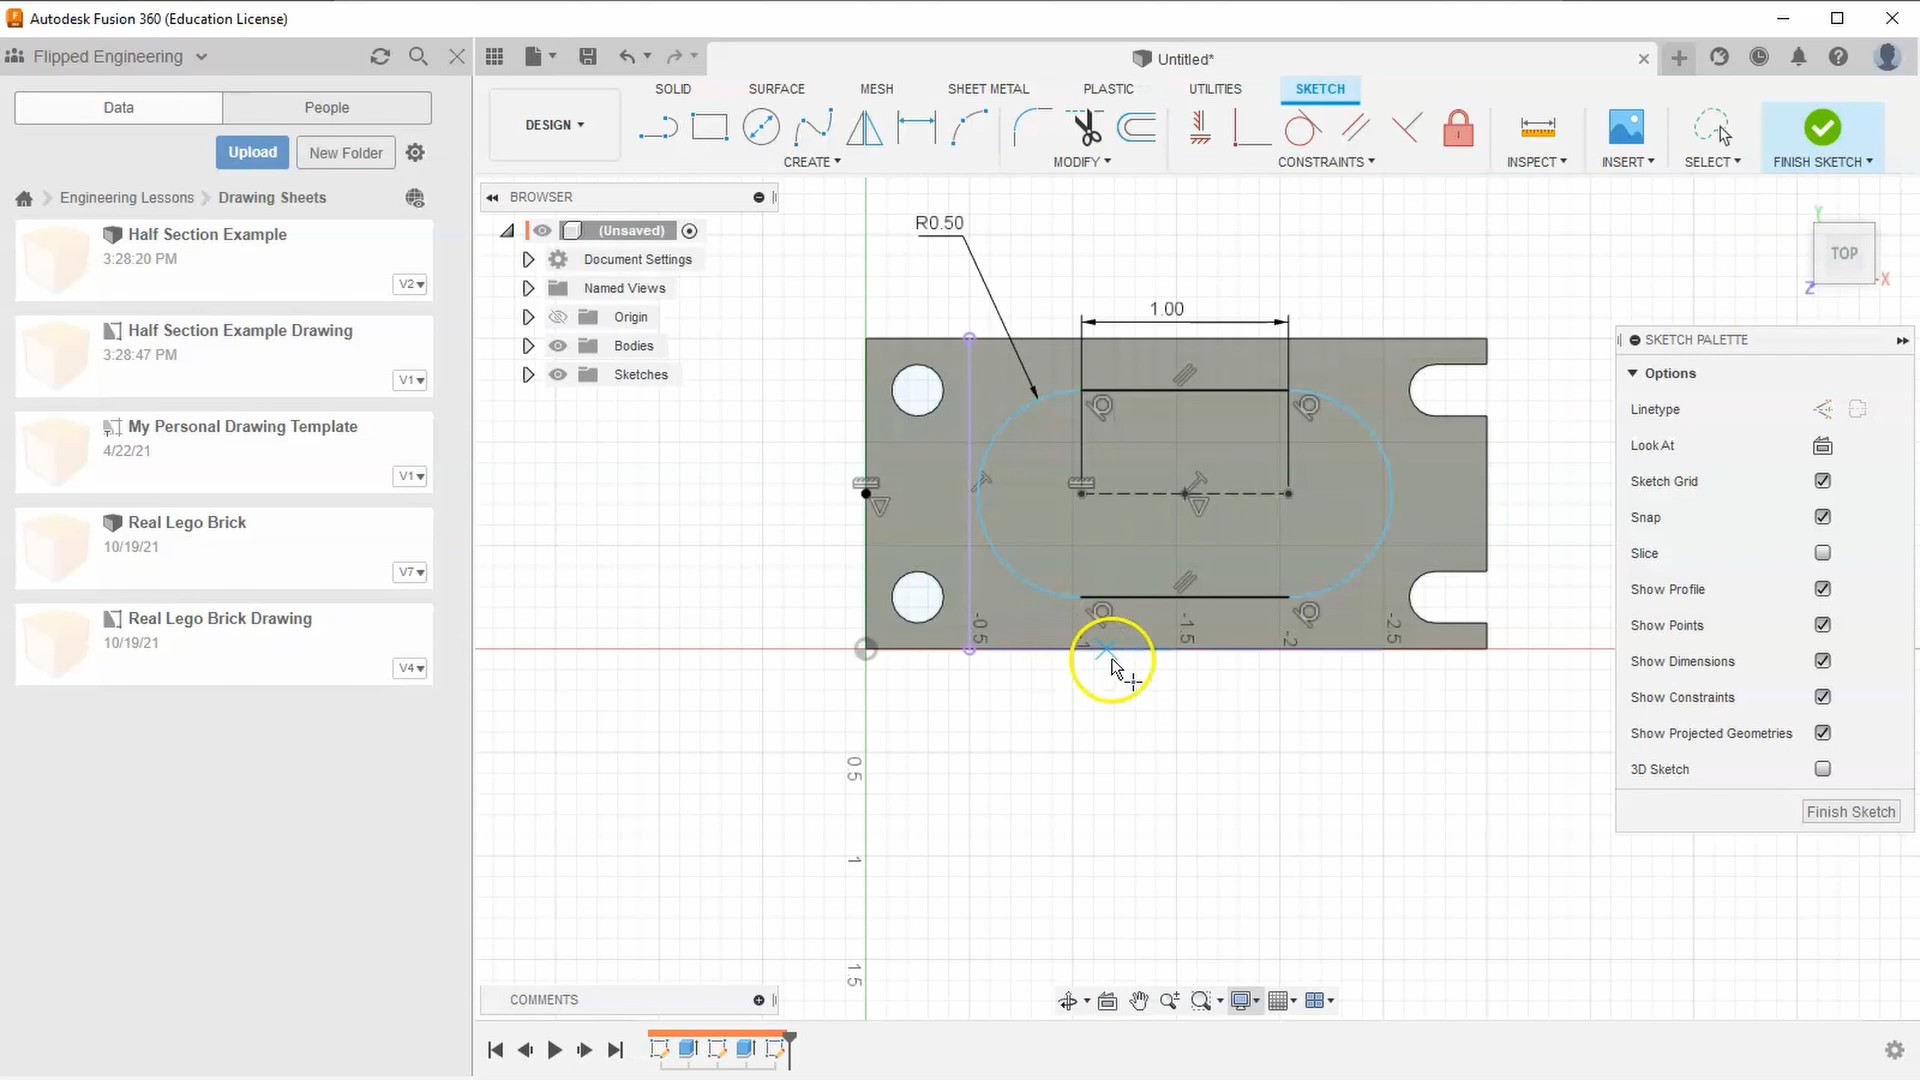 Autodesk Fusion 360 (Education License)
Flipped Engineering
Untitled*
Data
People
Upload
New Folder
Engineering Lessons
Drawing Sheets
Half Section Example
3:28:20 PM
V2
Half Section Example Drawing
3:28:47 PM
V1
My Personal Drawing Template
4/22/21
V1
Real Lego Brick
10/19/21
V7
Real Lego Brick Drawing
10/19/21
V4
SOLID
SURFACE
MESH
SHEET METAL
PLASTIC
UTILITIES
SKETCH
DESIGN
CREATE
MODIFY
CONSTRAINTS
INSPECT
INSERT
SELECT
FINISH SKETCH
BROWSER
(Unsaved)
Document Settings
Named Views
Origin
Bodies
Sketches
R0.50
1.00
-0.5
-1.5
-2
-2.5
0.5
1
1.5
Y
TOP
X
Z
SKETCH PALETTE
Options
Linetype
Look At
Sketch Grid
Snap
Slice
Show Profile
Show Points
Show Dimensions
Show Constraints
Show Projected Geometries
3D Sketch
Finish Sketch
COMMENTS